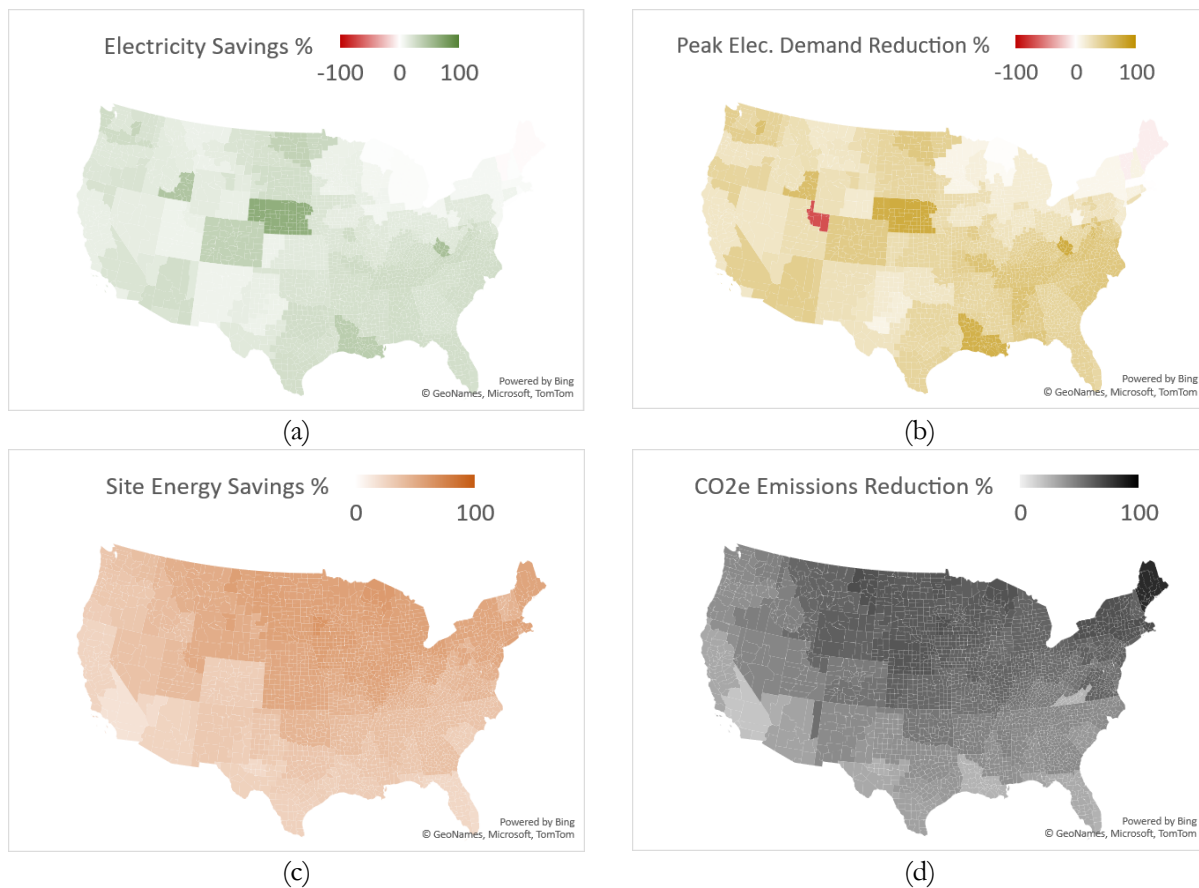 Electricity Savings %
-100 0 100
Powered by Bing
© GeoNames, Microsoft, TomTom
(a)
Peak Elec. Demand Reduction %
-100 0 100
Powered by Bing
© GeoNames, Microsoft, TomTom
(b)
Site Energy Savings %
0 100
Powered by Bing
© GeoNames, Microsoft, TomTom
(c)
CO2e Emissions Reduction %
0 100
Powered by Bing
© GeoNames, Microsoft, TomTom
(d)